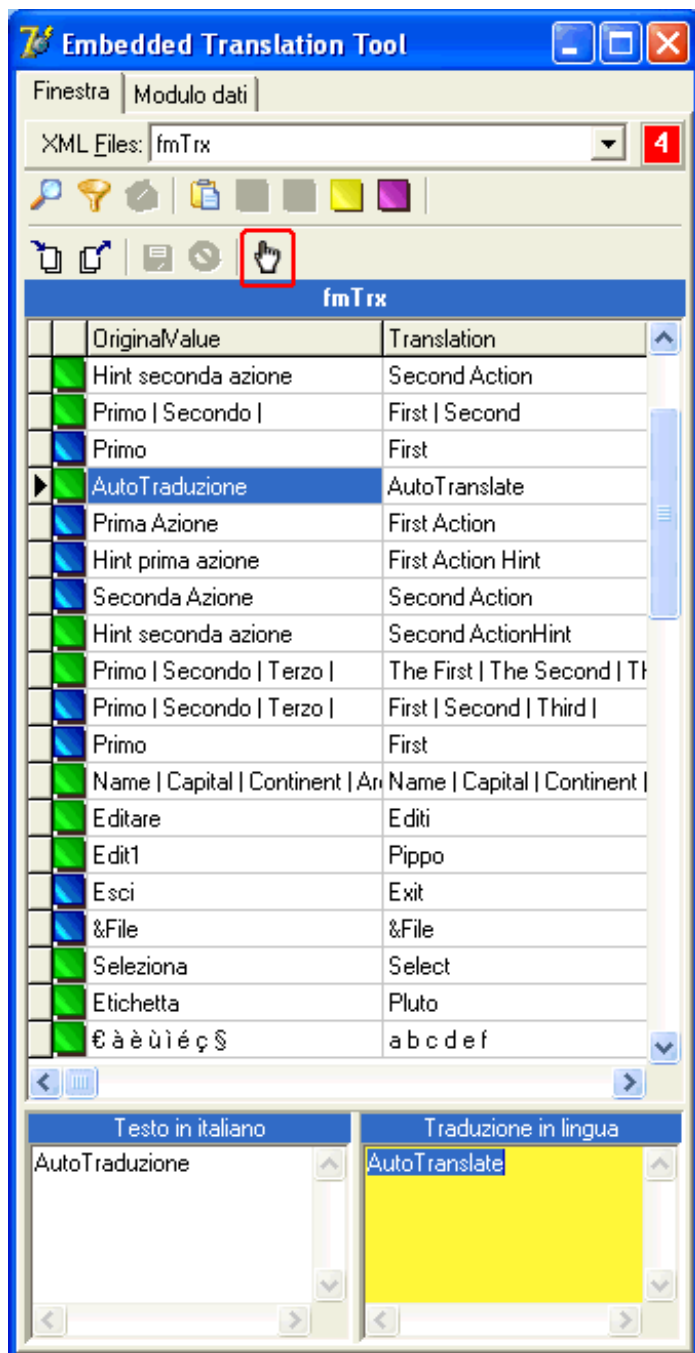 Embedded Translation Tool
Finestra Modulo dati
XML Files: fmTrx 4
fmTrx
OriginalValue Translation
Hint seconda azione Second Action
Primo | Secondo | First | Second
Primo First
AutoTraduzione AutoTranslate
Prima Azione First Action
Hint prima azione First Action Hint
Seconda Azione Second Action
Hint seconda azione Second ActionHint
Primo | Secondo | Terzo | The First | The Second |
Primo | Secondo | Terzo | First | Second | Third |
Primo First
Name | Capital | Continent | Name | Capital | Continent |
Editare Editi
Edit1 Pippo
Esci Exit
&File &File
Seleziona Select
Etichetta Pluto
€ à è ù ì é ç § a b c d e f
Testo in italiano Traduzione in lingua
AutoTraduzione AutoTranslate